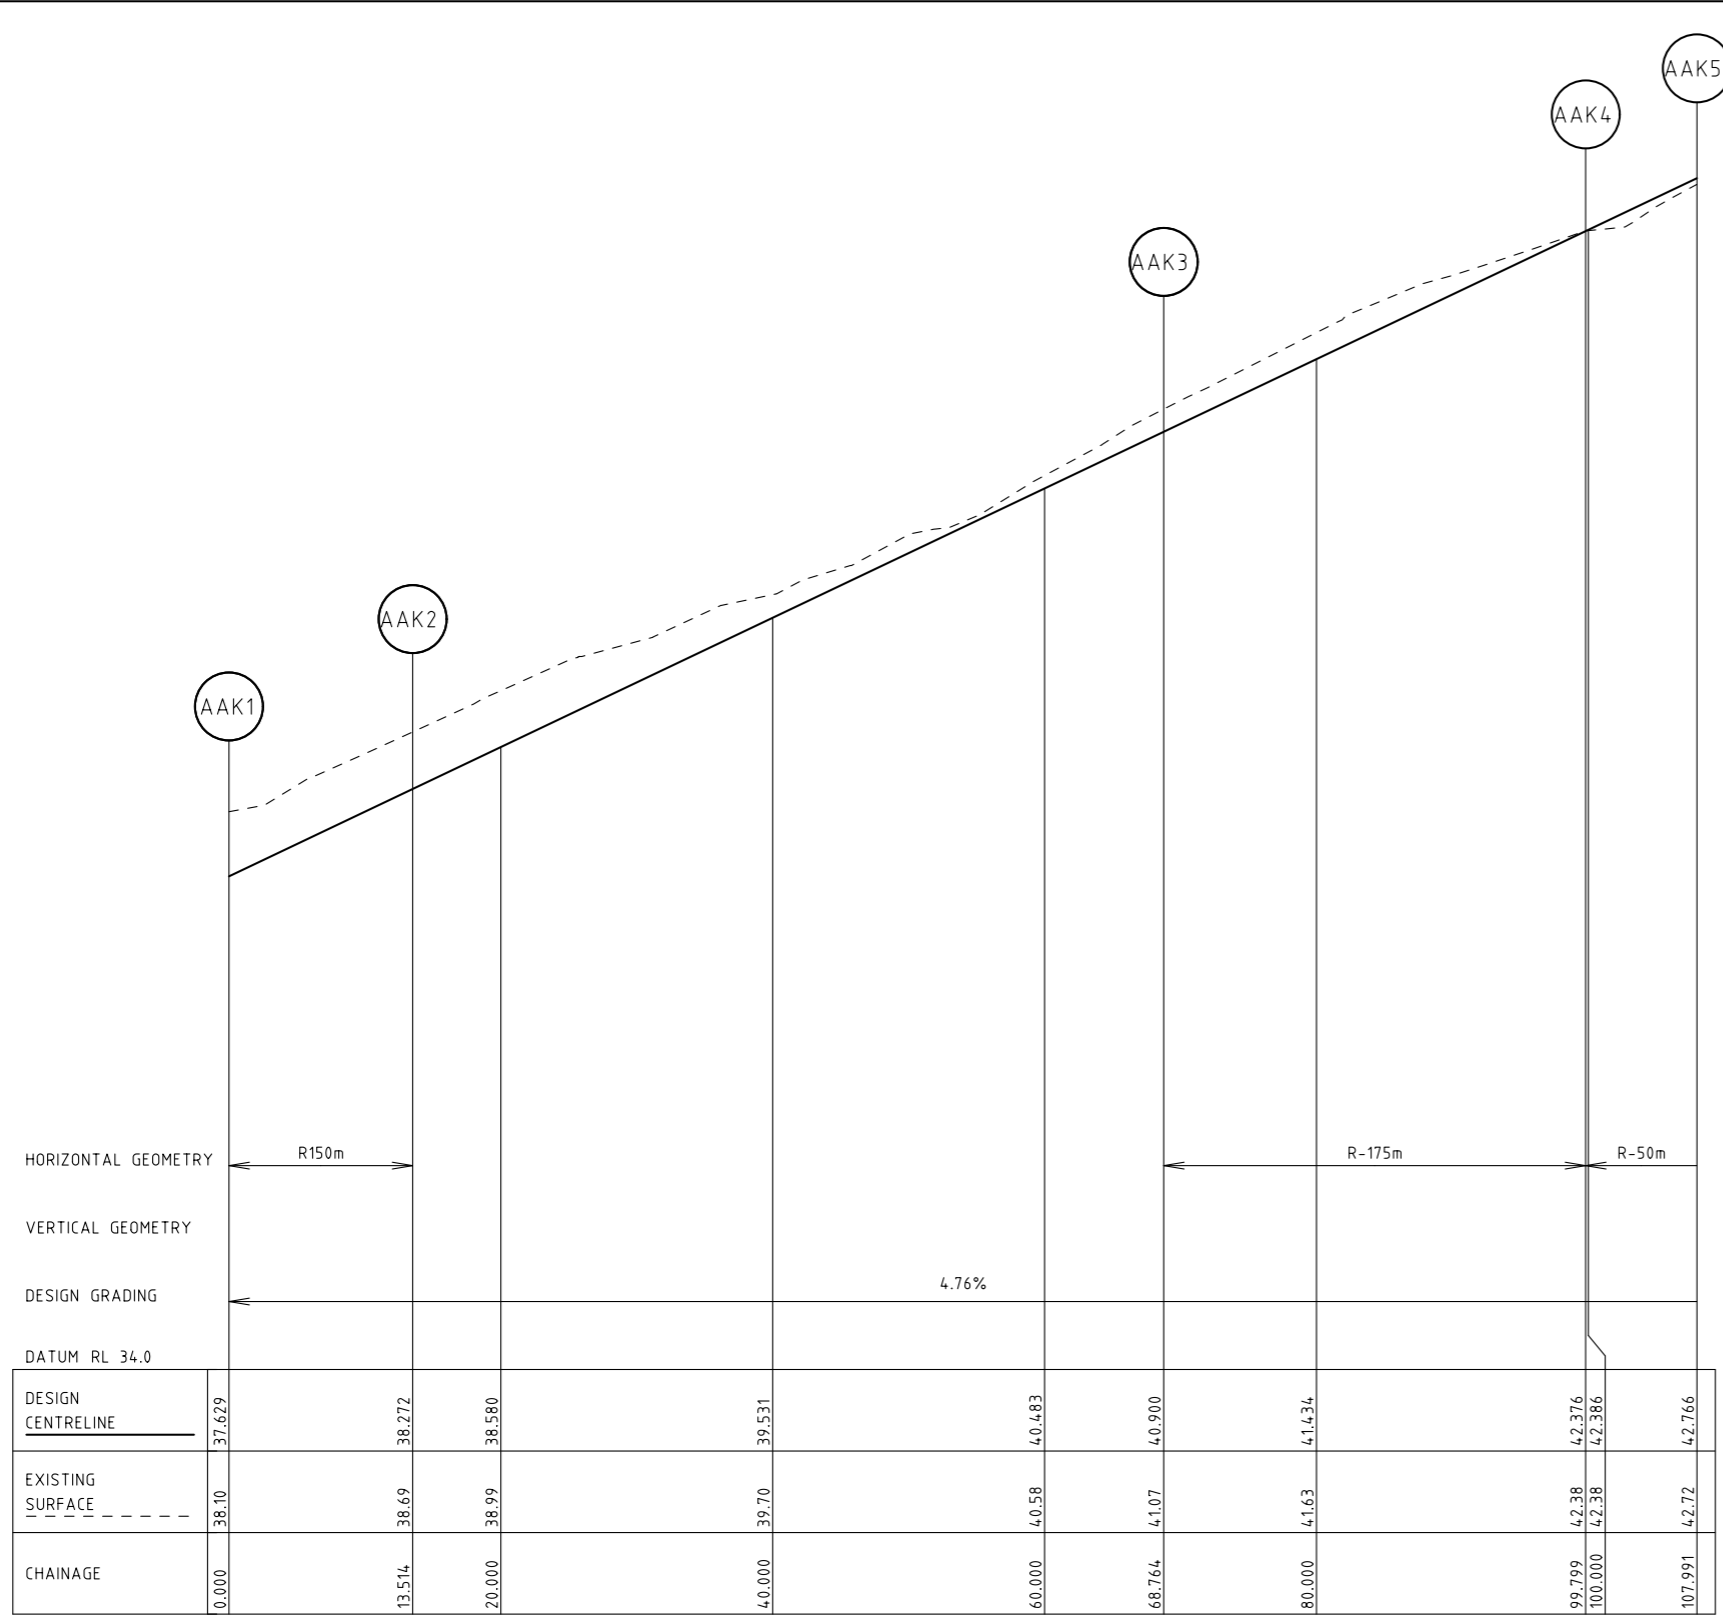 AAK5
AAK4
AAK3
AAK2
AAK1
HORIZONTAL GEOMETRY R150m R-175m R-50m
VERTICAL GEOMETRY
DESIGN GRADING 4.76%
DATUM RL 34.0
DESIGN
CENTRELINE 37.629 38.272 38.580 39.531 40.483 40.900 41.434 42.376 42.386 42.766
EXISTING
SURFACE 38.10 38.69 38.99 39.70 40.58 41.07 41.63 42.38 42.38 42.72
CHAINAGE 0.000 13.514 20.000 40.000 60.000 68.764 80.000 99.799 100.000 107.991